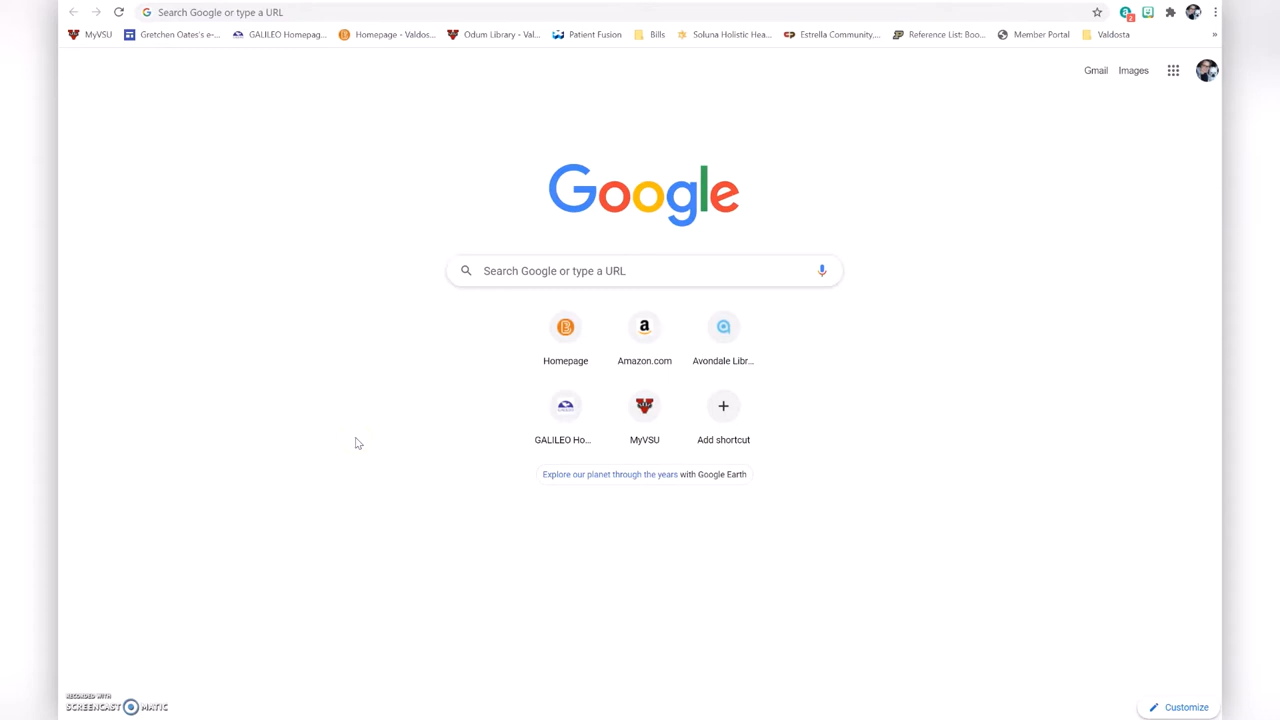 Search Google or type a URL
2
MyVSU Gretchen Oates's e-... GALILEO Homepag... Homepage - Valdos... Odum Library - Val... Patient Fusion Bills Soluna Holistic Hea... Estrella Community,... Reference List: Boo... Member Portal Valdosta »
Gmail Images
Google
Search Google or type a URL
Homepage Amazon.com Avondale Libr...
GALILEO Ho... MyVSU Add shortcut
Explore our planet through the years with Google Earth
RECORDED WITH
SCREENCAST MATIC
Customize